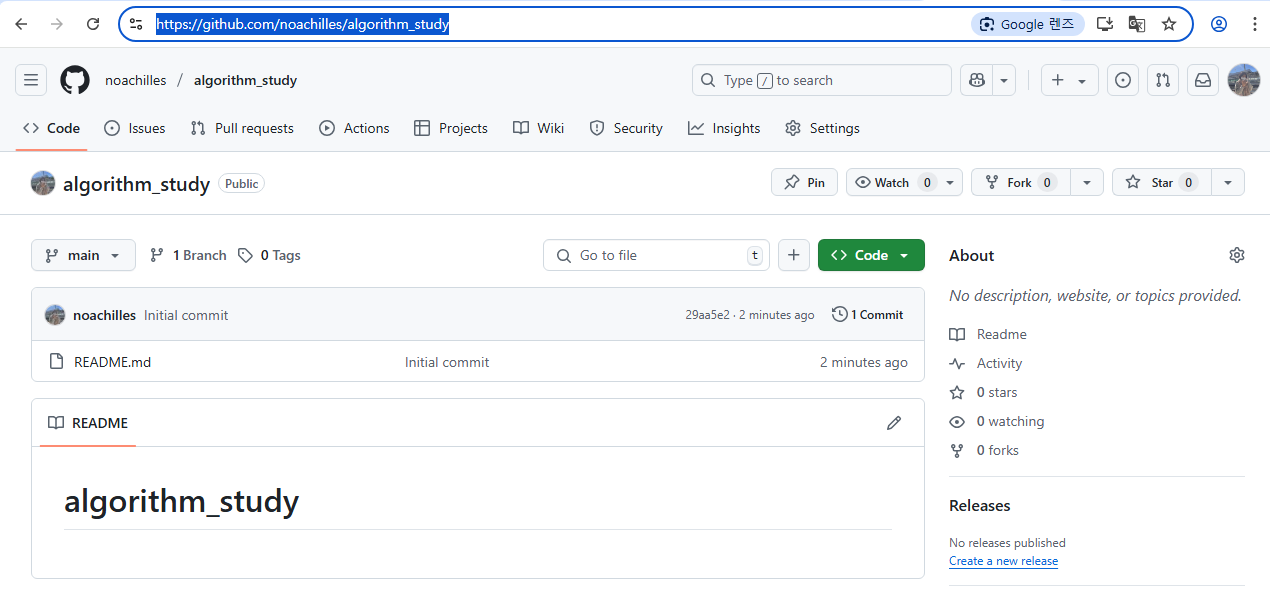 https://github.com/noachilles/algorithm_study
Google 렌즈
noachilles / algorithm_study
Type / to search
Code Issues Pull requests Actions Projects Wiki Security Insights Settings
algorithm_study Public
Pin Watch 0 Fork 0 Star 0
main 1 Branch 0 Tags Go to file t Code
noachilles Initial commit 29aa5e2 · 2 minutes ago 1 Commit
README.md Initial commit 2 minutes ago
README
algorithm_study
About
No description, website, or topics provided.
Readme
Activity
0 stars
0 watching
0 forks
Releases
No releases published
Create a new release